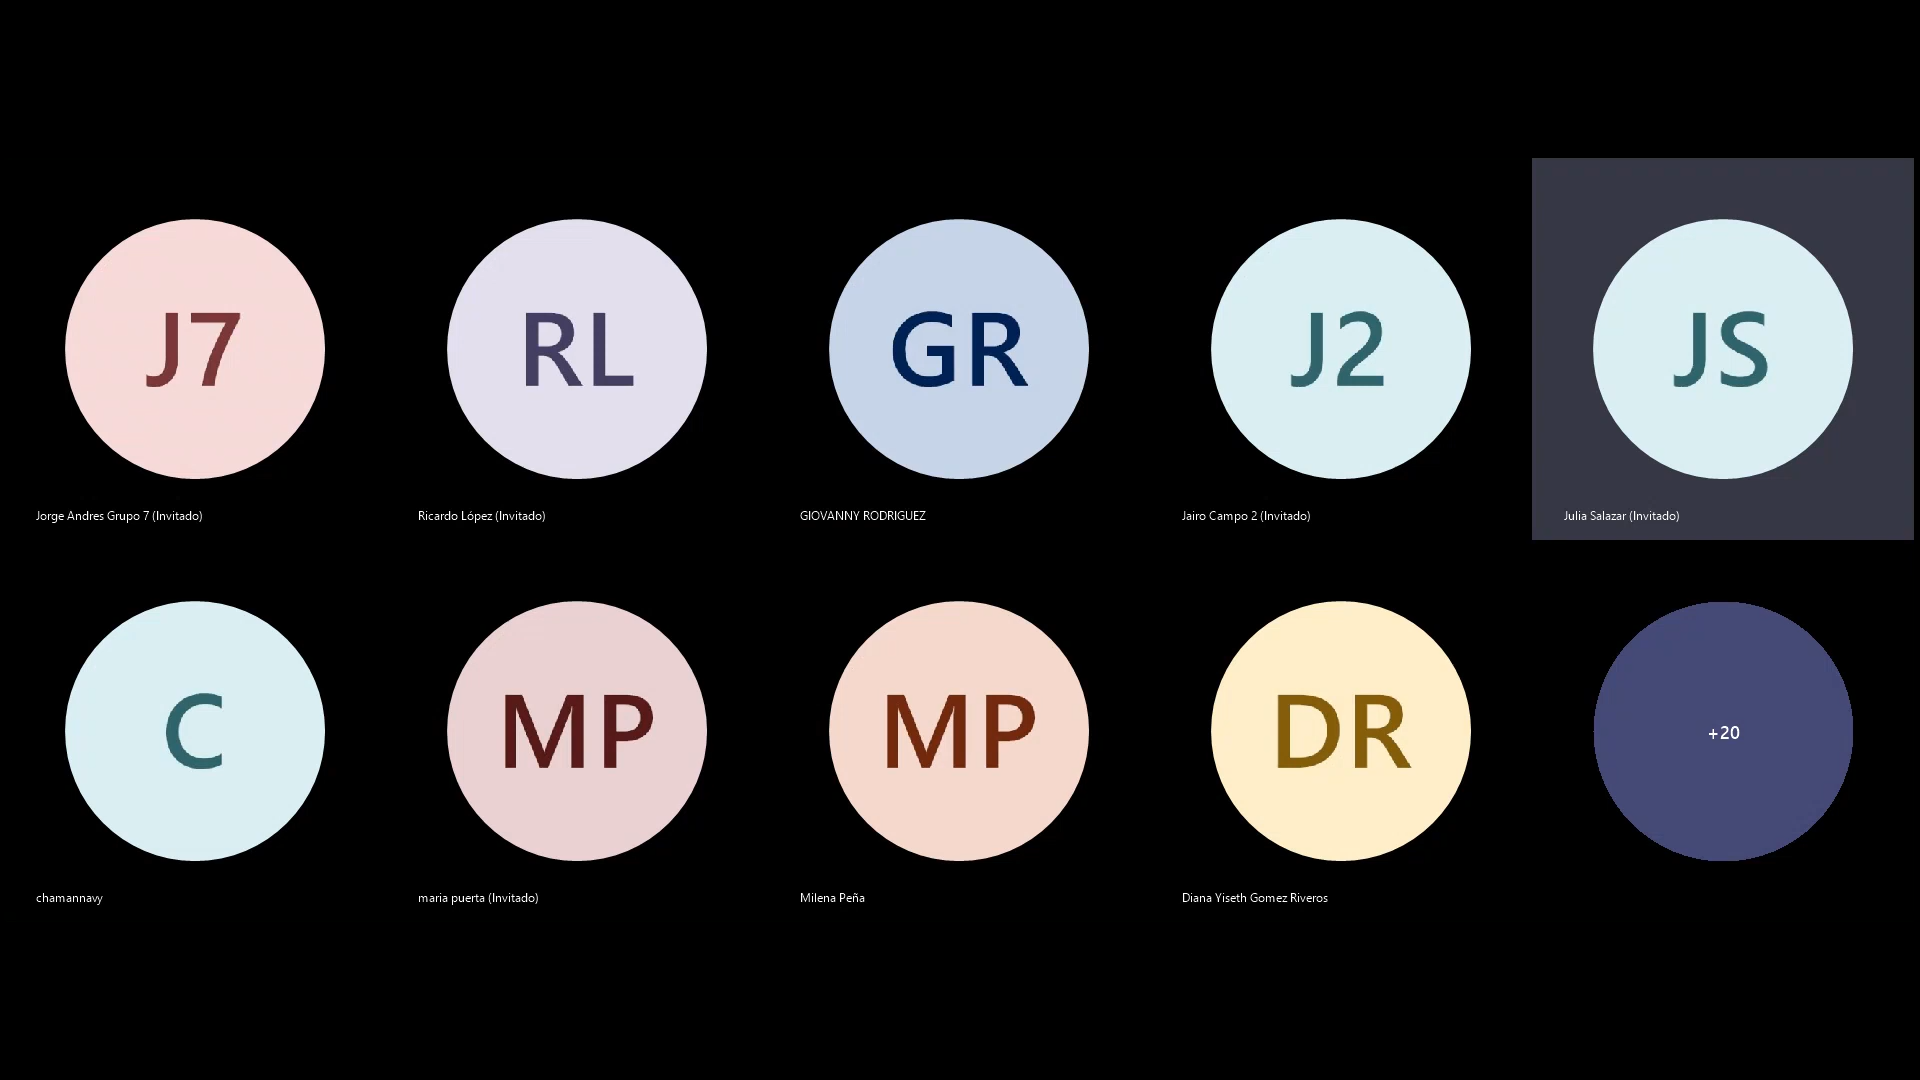 J7
RL
GR
J2
JS
Jorge Andres Grupo 7 (Invitado)
Ricardo López (Invitado)
GIOVANNY RODRIGUEZ
Jairo Campo 2 (Invitado)
Julia Salazar (Invitado)
C
MP
MP
DR
+20
chamannavy
maria puerta (Invitado)
Milena Peña
Diana Yiseth Gomez Riveros